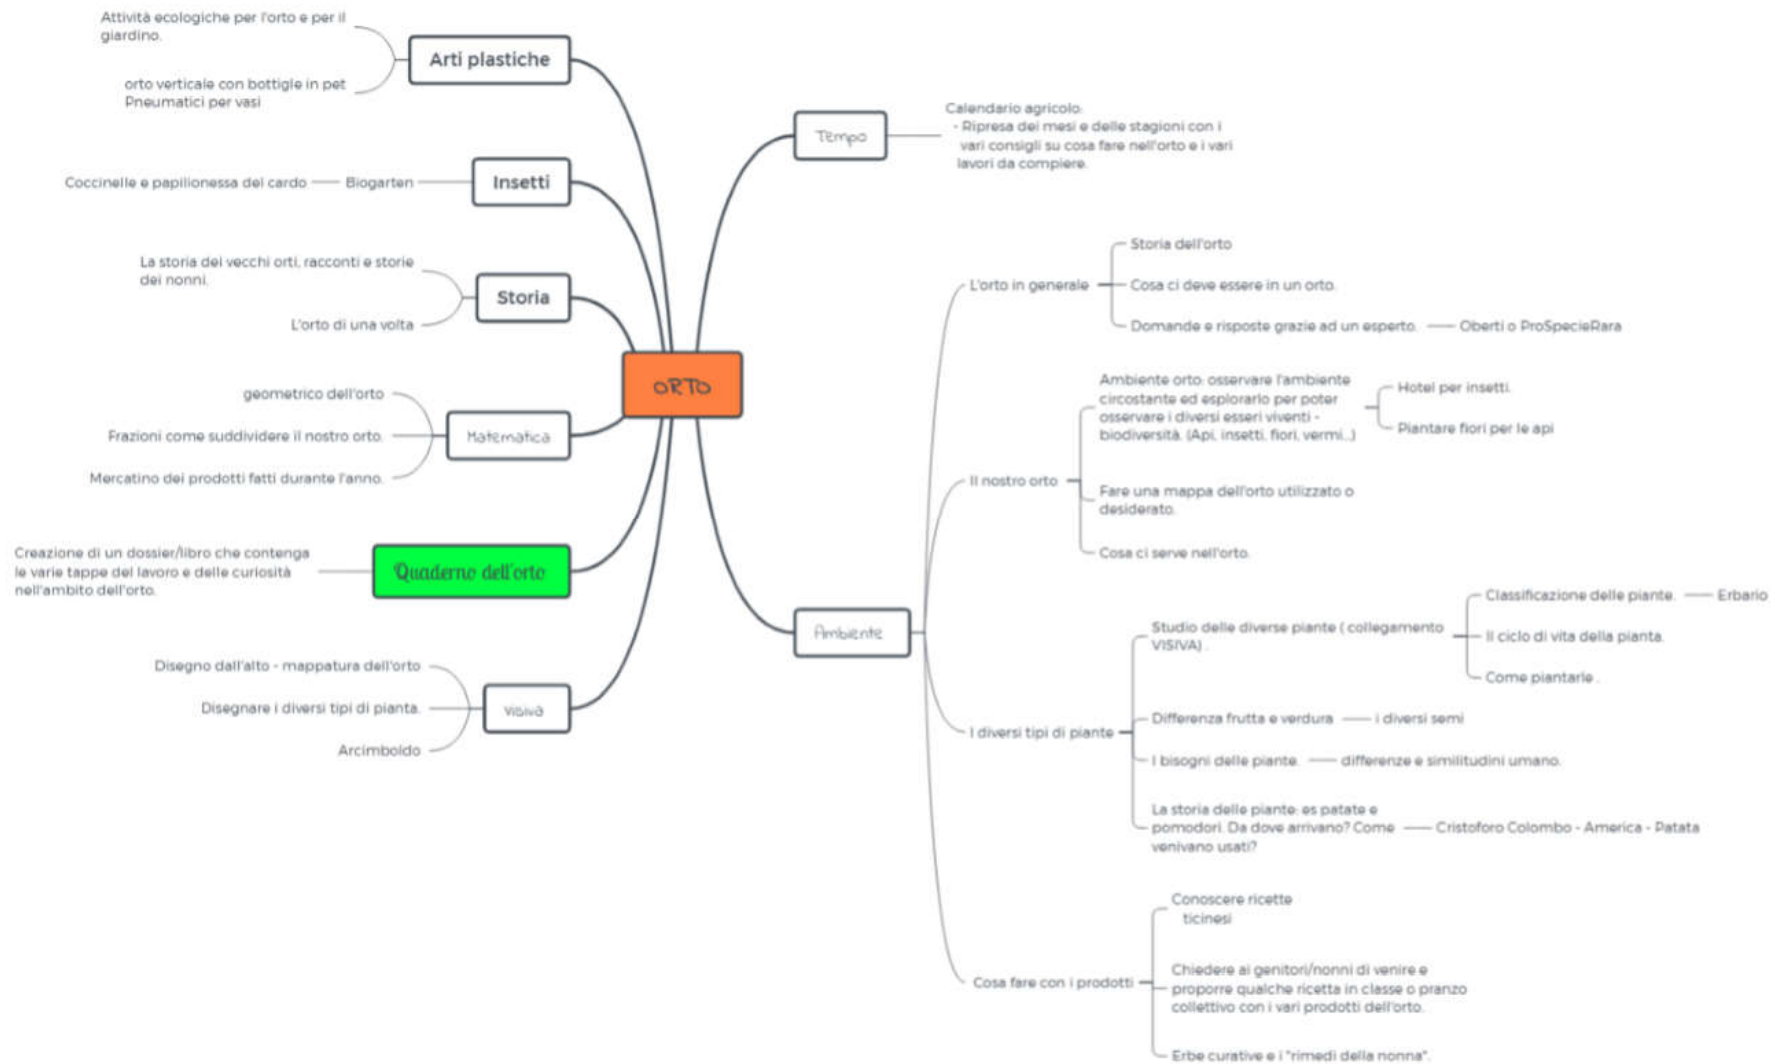 Attività ecologiche per l'orto e per il
giardino.
Arti plastiche
orto verticale con bottigle in pet
Pneumatici per vasi
Coccinelle e papilionessa del cardo
Biogarten
Insetti
La storia dei vecchi orti, racconti e storie
dei nonni.
Storia
L'orto di una volta
ORTO
geometrico dell'orto
Frazioni come suddividere il nostro orto.
Matematica
Mercatino dei prodotti fatti durante l'anno.
Creazione di un dossier/libro che contenga
le varie tappe del lavoro e delle curiosità
nell'ambito dell'orto.
Quaderno dell'orto
Disegno dall'alto - mappatura dell'orto
Disegnare i diversi tipi di pianta.
Visiva
Arcimboldo
Tempo
Calendario agricolo:
- Ripresa dei mesi e delle stagioni con i
vari consigli su cosa fare nell'orto e i vari
lavori da compiere.
Ambiente
L'orto in generale
Storia dell'orto
Cosa ci deve essere in un orto.
Domande e risposte grazie ad un esperto.
Oberti o ProSpecieRara
Il nostro orto
Ambiente orto: osservare l'ambiente
circostante ed esplorarlo per poter
osservare i diversi esseri viventi -
biodiversità. (Api, insetti, fiori, vermi...)
Hotel per insetti.
Piantare fiori per le api
Fare una mappa dell'orto utilizzato o
desiderato.
Cosa ci serve nell'orto.
I diversi tipi di piante
Studio delle diverse piante ( collegamento
VISIVA) .
Classificazione delle piante.
Erbario
Il ciclo di vita della pianta.
Come piantarle .
Differenza frutta e verdura
i diversi semi
I bisogni delle piante.
differenze e similitudini umano.
La storia delle piante: es patate e
pomodori. Da dove arrivano? Come
venivano usati?
Cristoforo Colombo - America - Patata
Cosa fare con i prodotti
Conoscere ricette
ticinesi
Chiedere ai genitori/nonni di venire e
proporre qualche ricetta in classe o pranzo
collettivo con i vari prodotti dell'orto.
Erbe curative e i "rimedi della nonna".